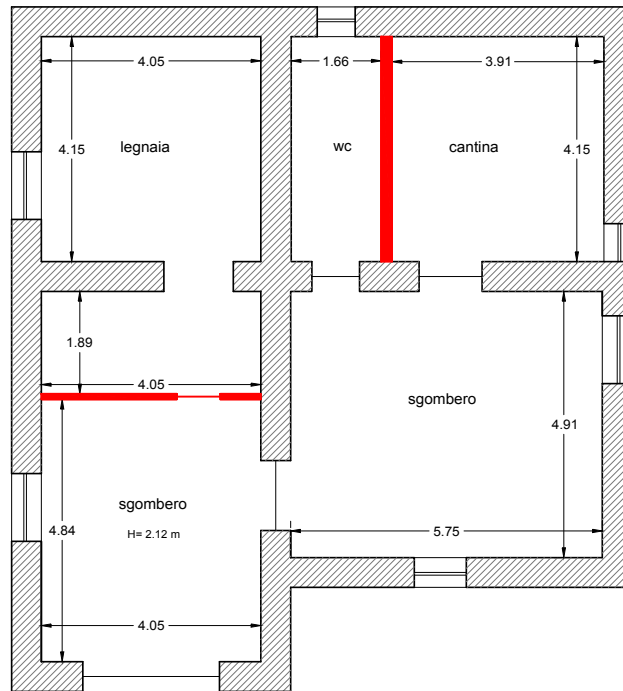 4.05
1.66
3.91
4.15
legnaia
wc
cantina
4.15
1.89
4.05
sgombero
4.91
sgombero
H= 2.12 m
4.84
5.75
4.05